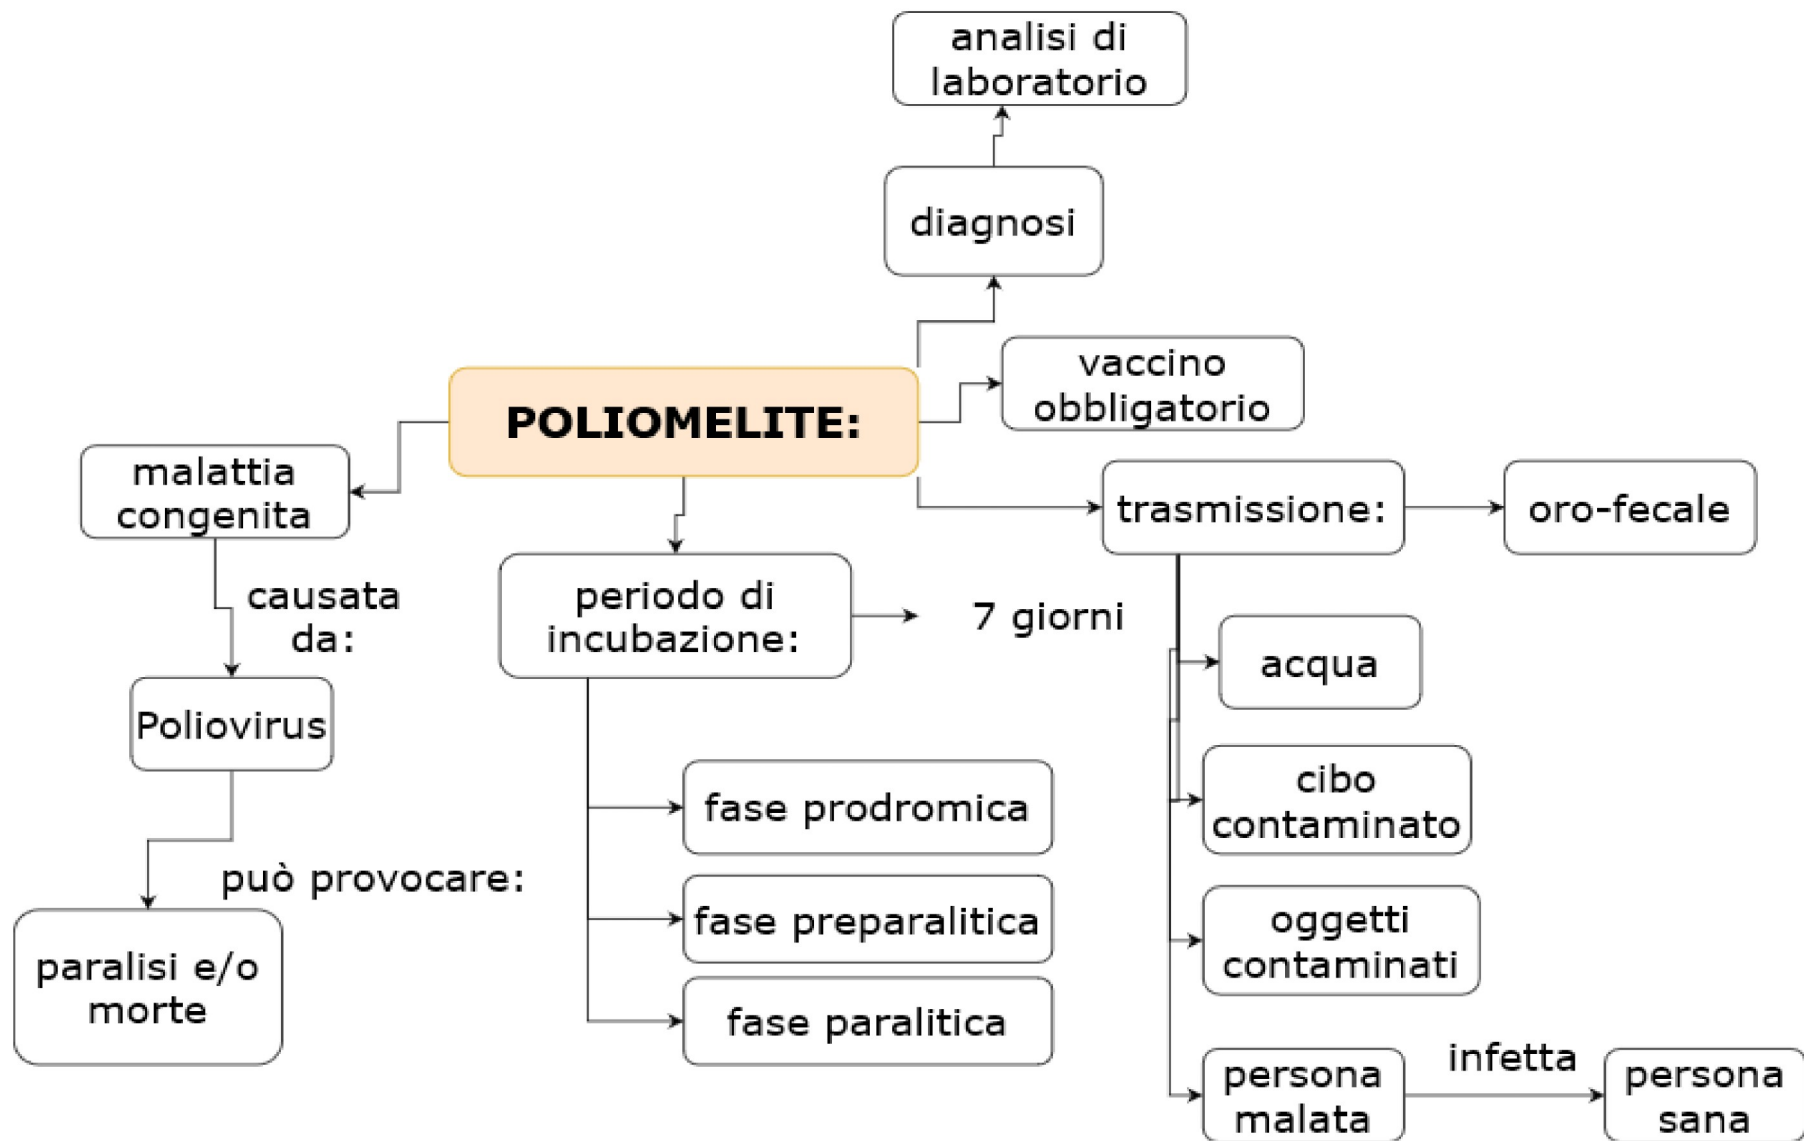 analisi di
laboratorio
diagnosi
vaccino
obbligatorio
POLIOMELITE:
malattia
congenita
trasmissione:
oro-fecale
causata
da:
periodo di
incubazione:
7 giorni
acqua
Poliovirus
fase prodromica
cibo
contaminato
può provocare:
fase preparalitica
oggetti
contaminati
paralisi e/o
morte
fase paralitica
persona
malata
infetta
persona
sana